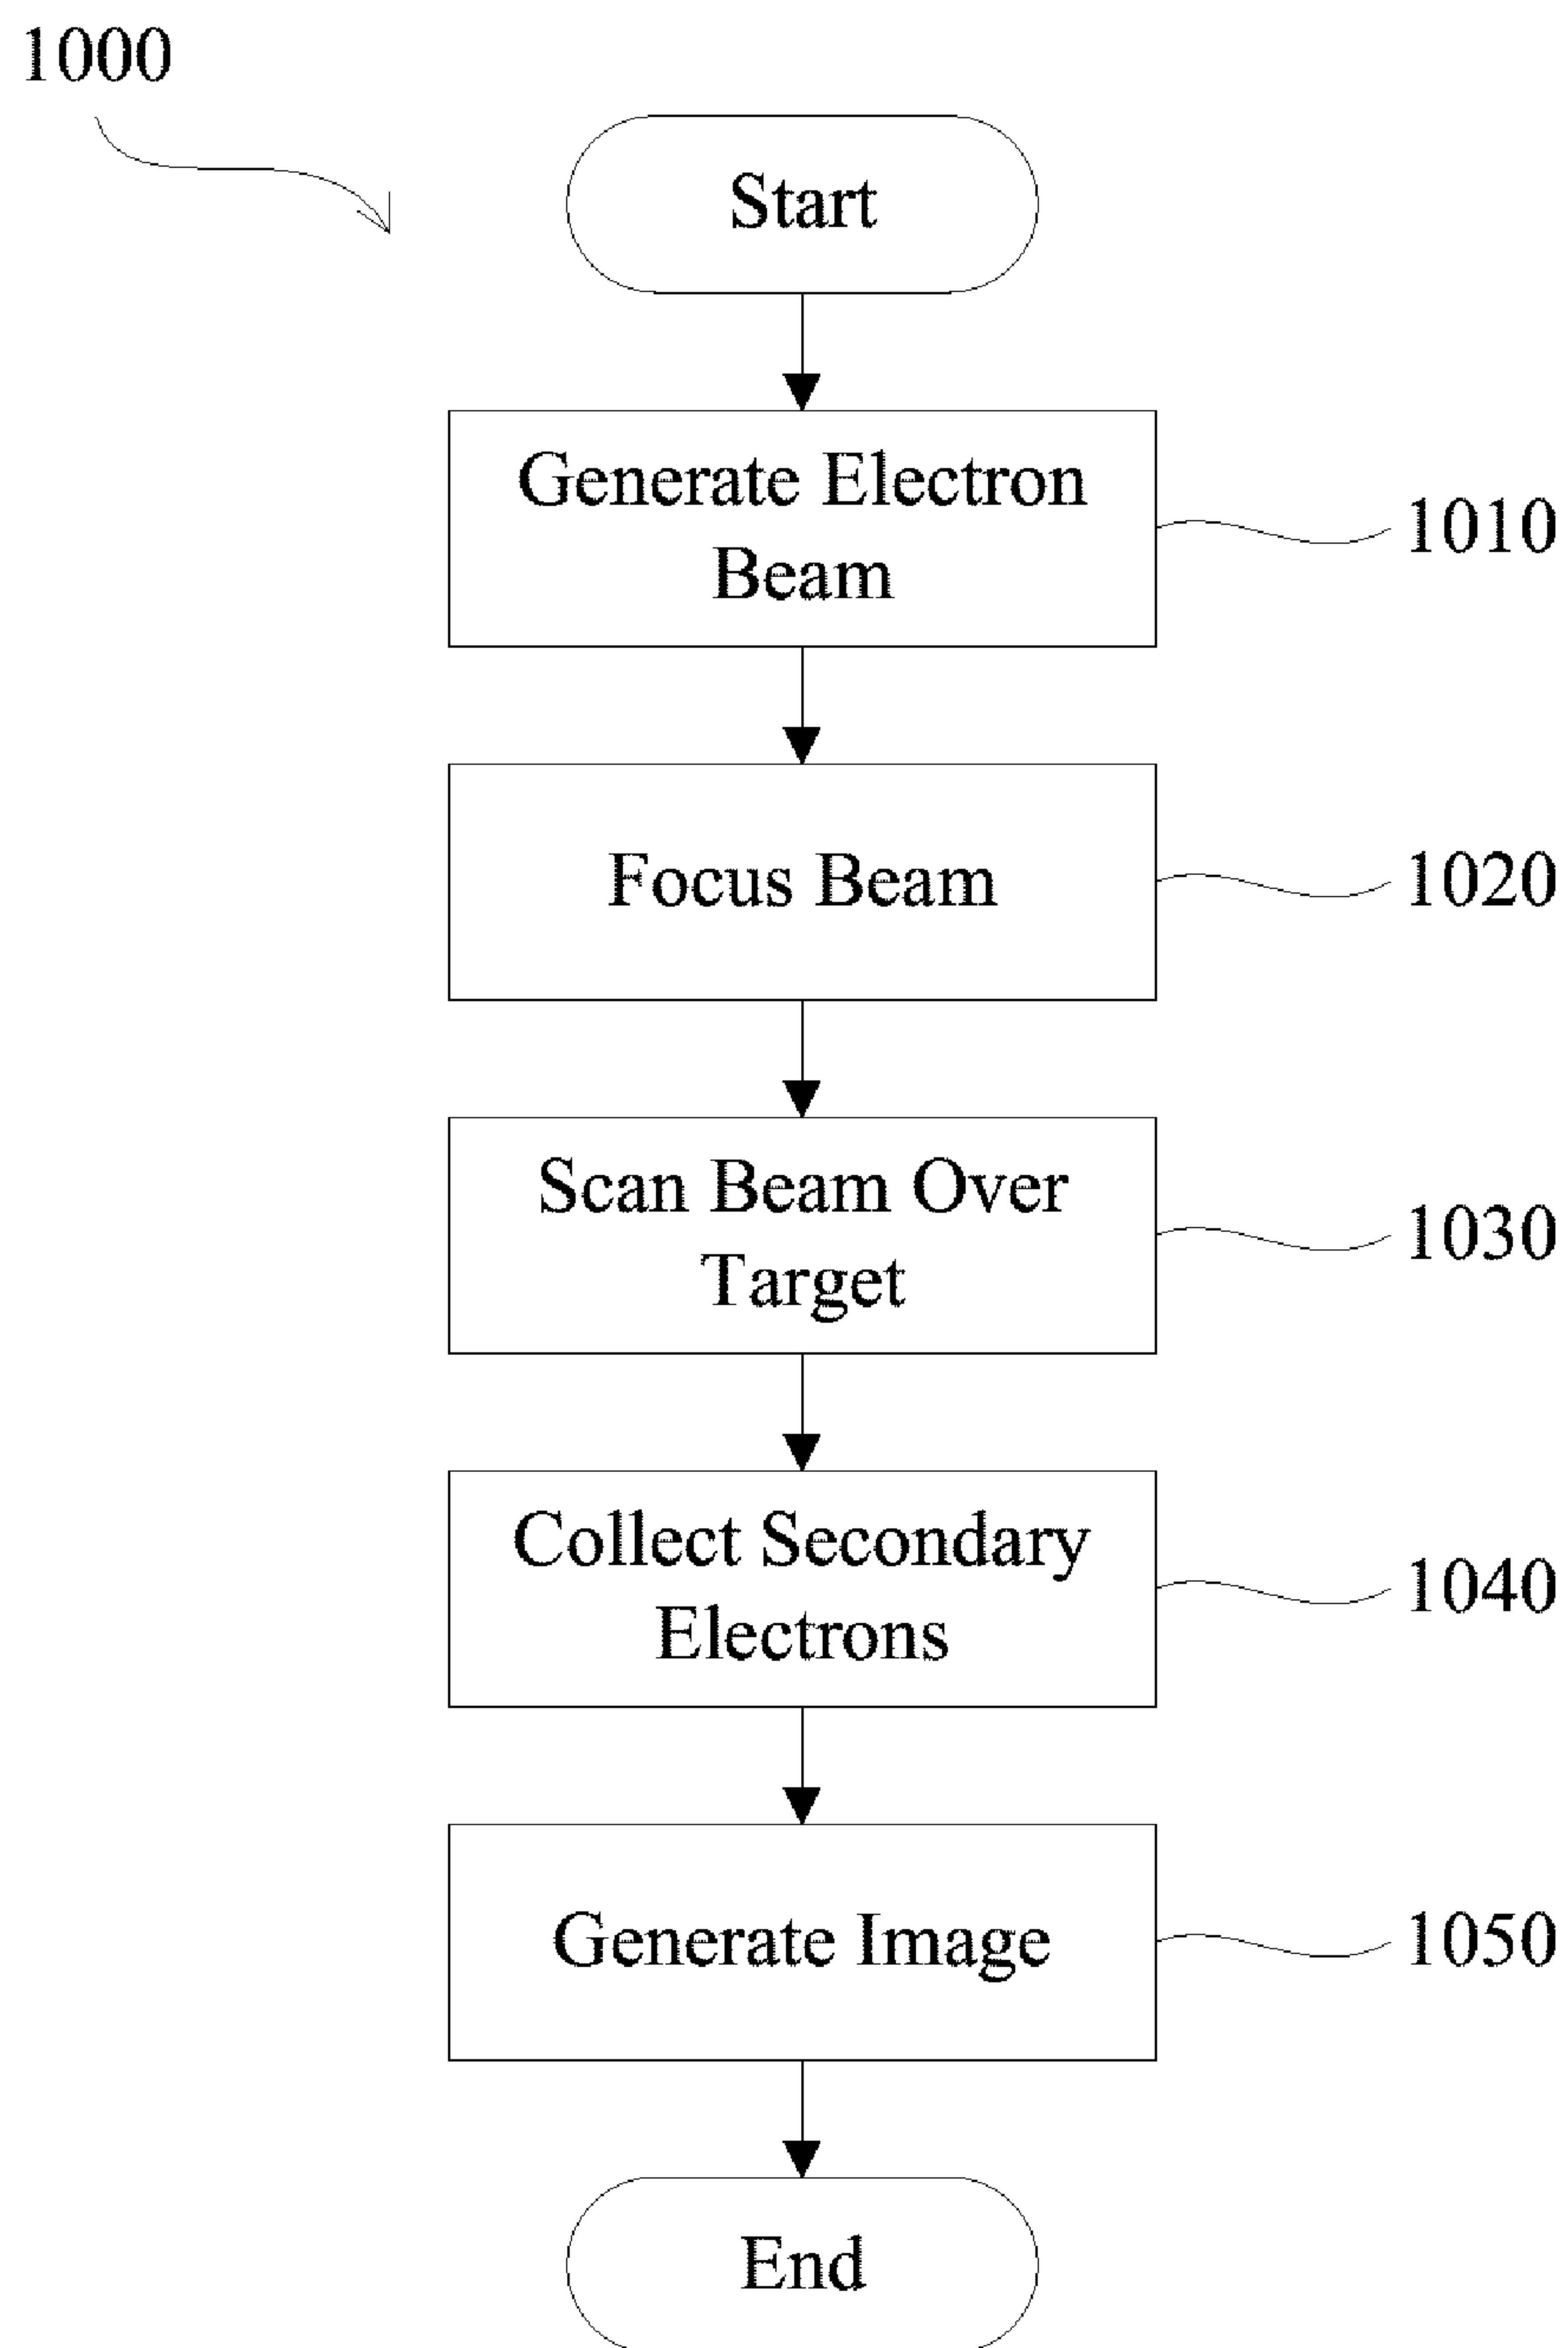 1000
Start
Generate Electron
Beam
1010
Focus Beam
1020
Scan Beam Over
Target
1030
Collect Secondary
Electrons
1040
Generate Image
1050
End